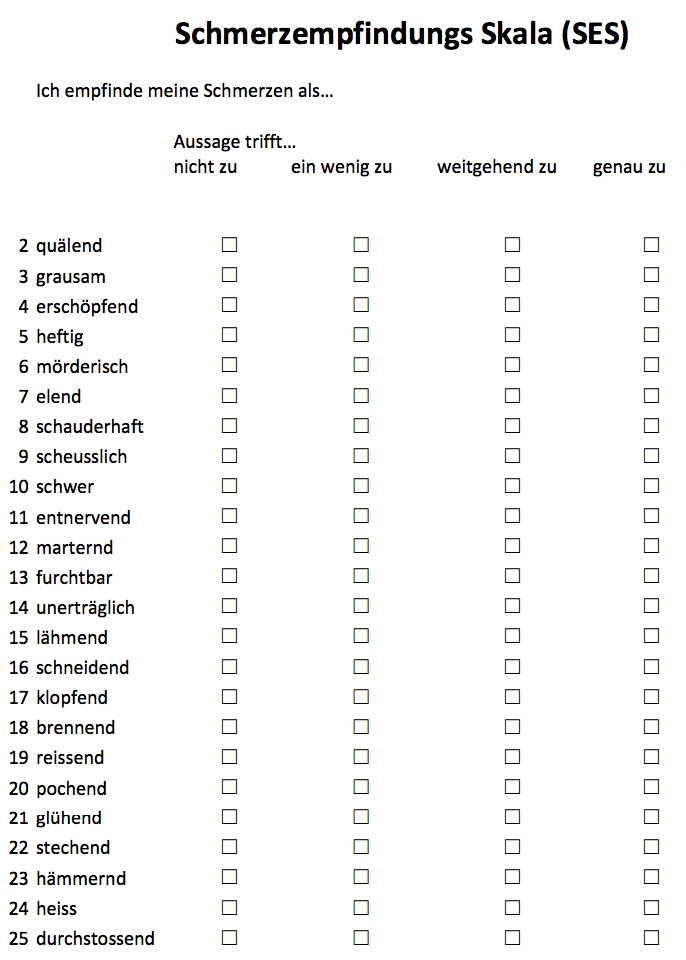 Schmerzempfindungs Skala (SES)
Ich empfinde meine Schmerzen als...
Aussage trifft...
nicht zu ein wenig zu weitgehend zu genau zu
2 quälend ☐ ☐ ☐ ☐
3 grausam ☐ ☐ ☐ ☐
4 erschöpfend ☐ ☐ ☐ ☐
5 heftig ☐ ☐ ☐ ☐
6 mörderisch ☐ ☐ ☐ ☐
7 elend ☐ ☐ ☐ ☐
8 schauderhaft ☐ ☐ ☐ ☐
9 scheusslich ☐ ☐ ☐ ☐
10 schwer ☐ ☐ ☐ ☐
11 entnervend ☐ ☐ ☐ ☐
12 marternd ☐ ☐ ☐ ☐
13 furchtbar ☐ ☐ ☐ ☐
14 unerträglich ☐ ☐ ☐ ☐
15 lähmend ☐ ☐ ☐ ☐
16 schneidend ☐ ☐ ☐ ☐
17 klopfend ☐ ☐ ☐ ☐
18 brennend ☐ ☐ ☐ ☐
19 reissend ☐ ☐ ☐ ☐
20 pochend ☐ ☐ ☐ ☐
21 glühend ☐ ☐ ☐ ☐
22 stechend ☐ ☐ ☐ ☐
23 hämmernd ☐ ☐ ☐ ☐
24 heiss ☐ ☐ ☐ ☐
25 durchstossend ☐ ☐ ☐ ☐